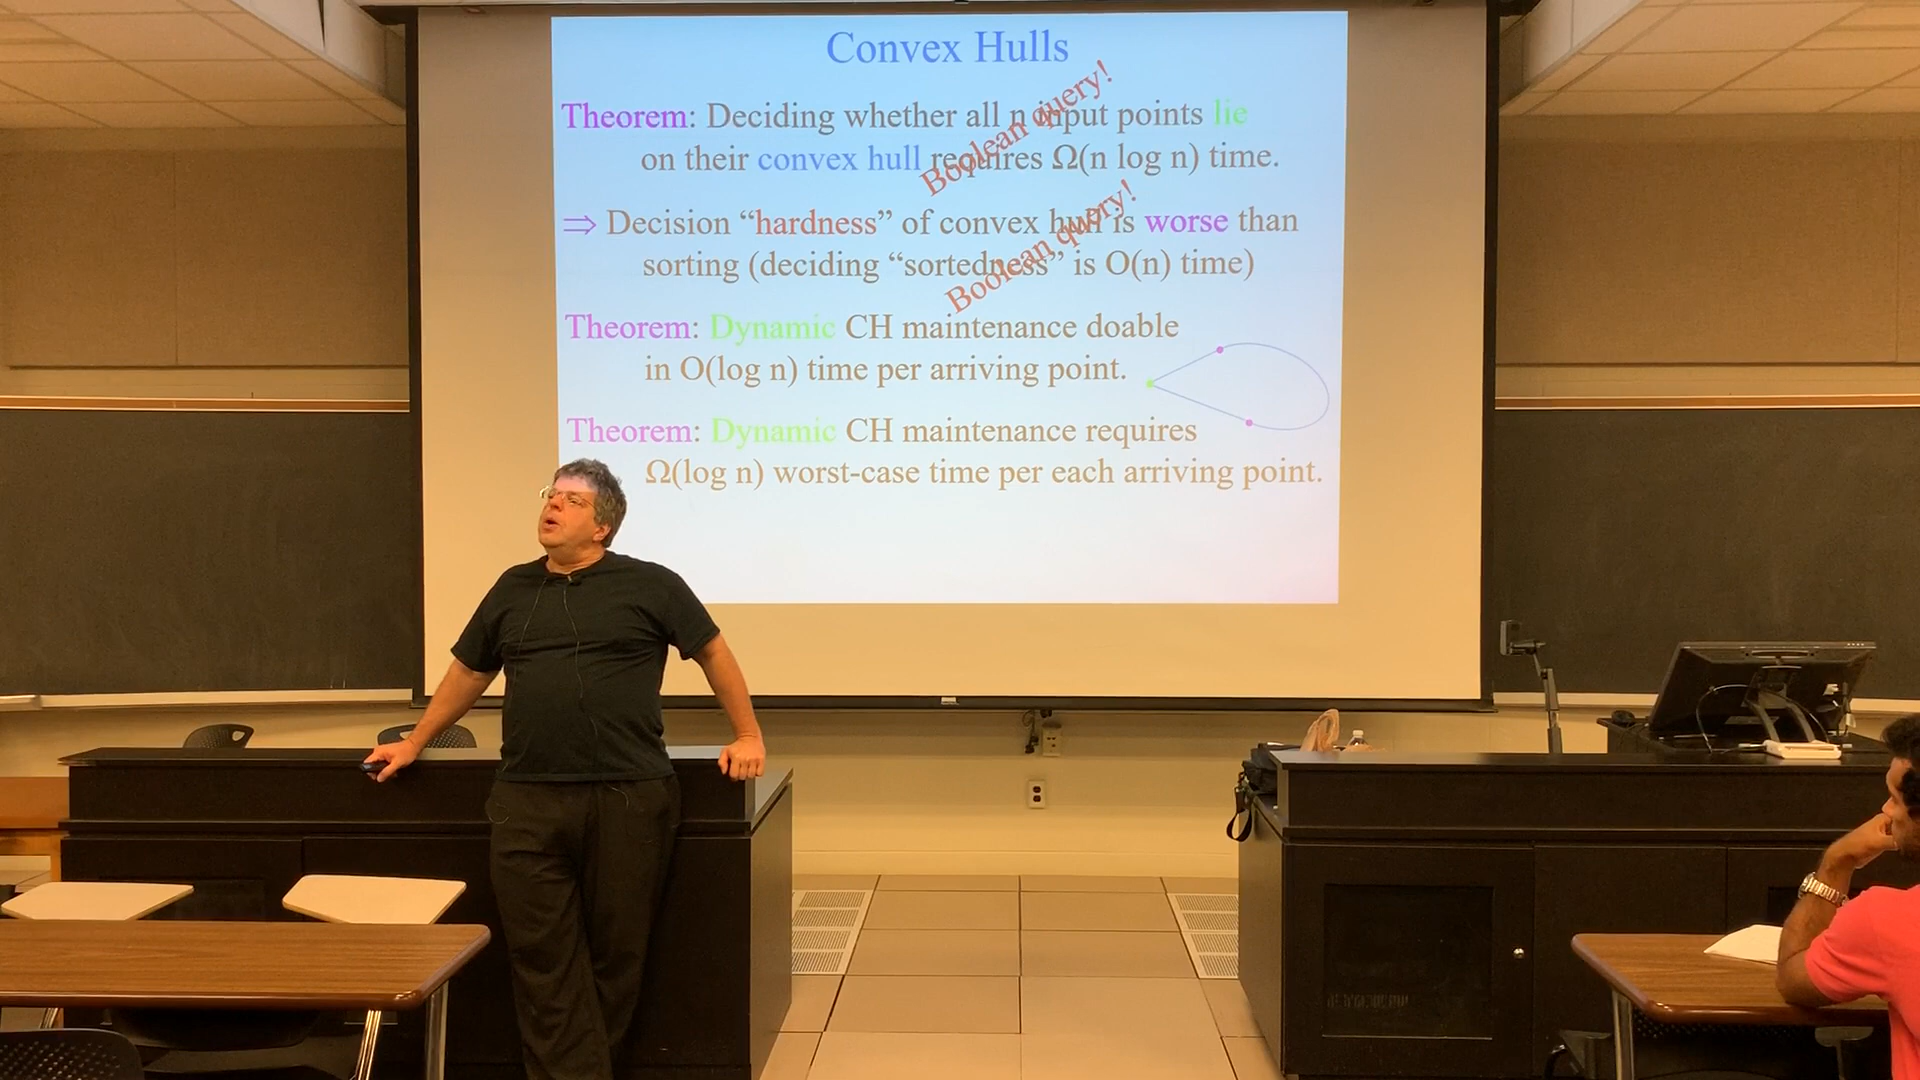 Convex Hulls
Theorem: Deciding whether all n input points lie
on their convex hull requires Ω(n log n) time.
Boolean query!
⇒ Decision “hardness” of convex hull is worse than
sorting (deciding “sortedness” is O(n) time)
Boolean query!
Theorem: Dynamic CH maintenance doable
in O(log n) time per arriving point.
Theorem: Dynamic CH maintenance requires
Ω(log n) worst-case time per each arriving point.